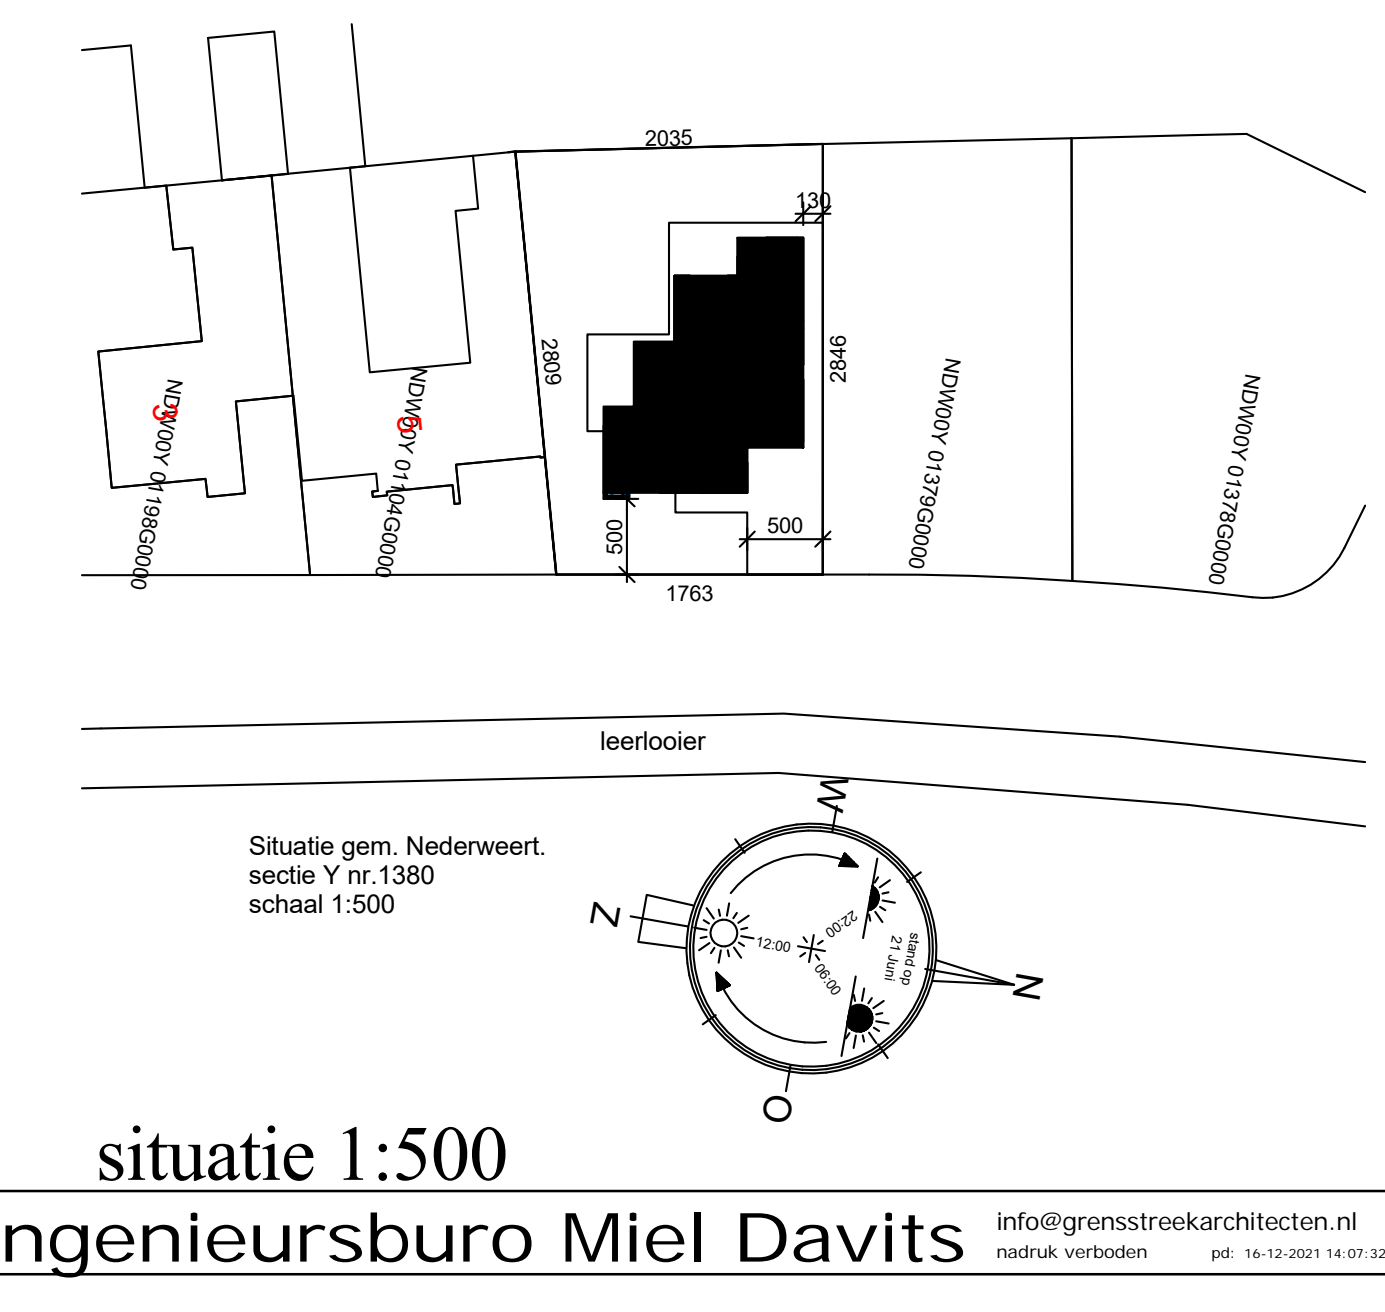 2035
130
2809
2846
NDW00Y 01198G0000
3
NDW00Y 01104G0000
5
NDW00Y 01379G0000
NDW00Y 01378G0000
500
500
1763
leerlooier
Situatie gem. Nederweert.
sectie Y nr.1380
schaal 1:500
W
Z
N
O
12:00
22:00
06:00
stand op
21 Juni
situatie 1:500
ngenieursburo Miel Davits
info@grensstreekarchitecten.nl
nadruk verboden pd: 16-12-2021 14:07:32